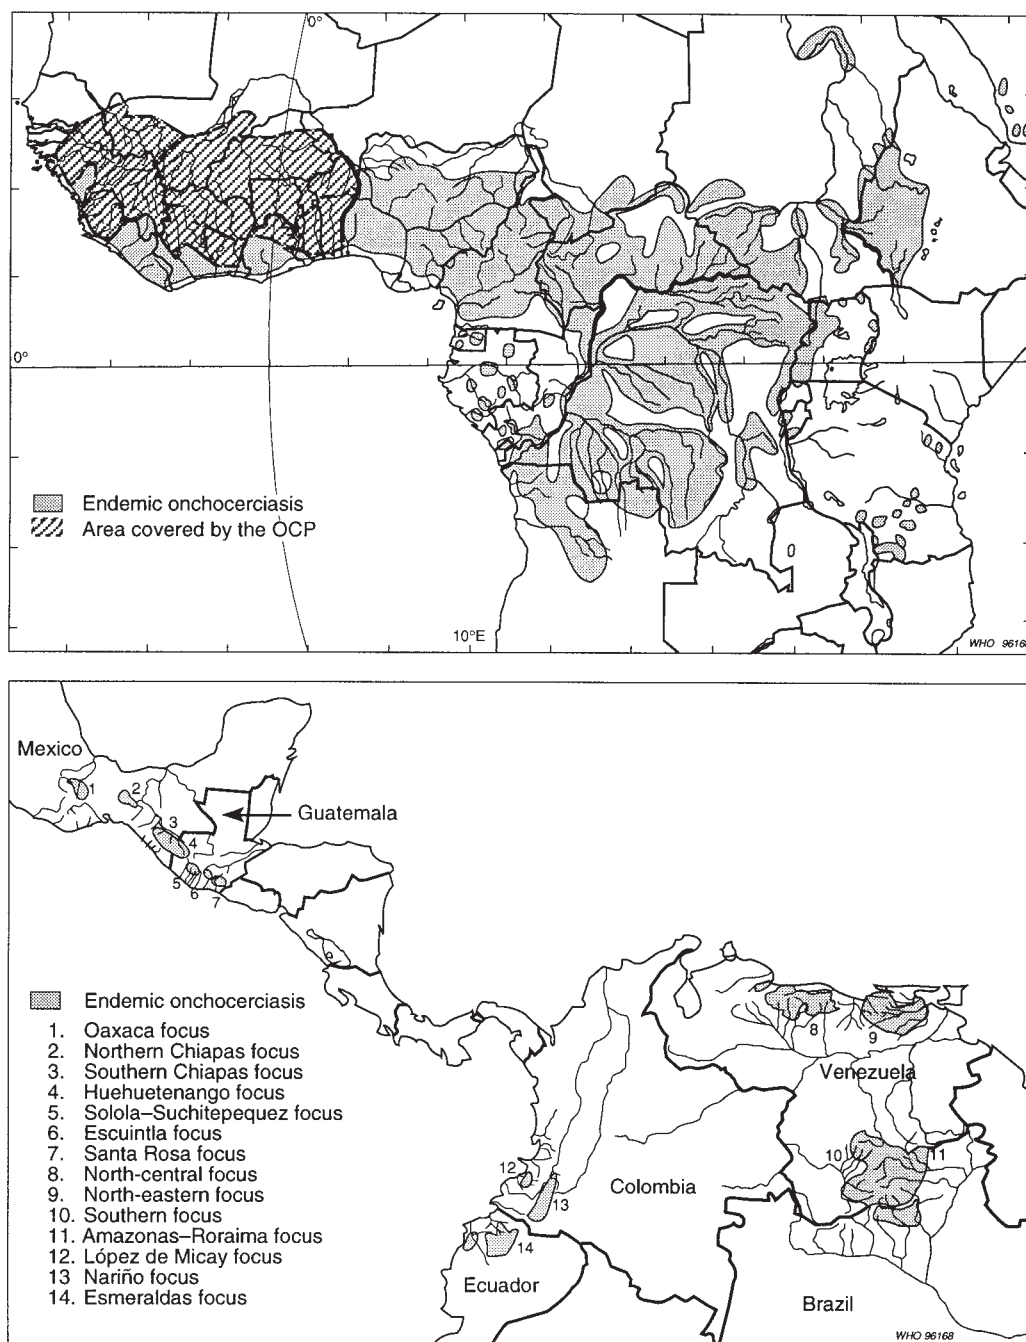 0°
0°
Endemic onchocerciasis
Area covered by the OCP
10°E
WHO 96168
Mexico
1
2
3
Guatemala
4
5
6
7
Endemic onchocerciasis
1. Oaxaca focus
2. Northern Chiapas focus
3. Southern Chiapas focus
4. Huehuetenango focus
5 Solola–Suchitepequez focus
6. Escuintla focus
7. Santa Rosa focus
8. North-central focus
9. North-eastern focus
10. Southern focus
11. Amazonas–Roraima focus
12. López de Micay focus
13 Nariño focus
14. Esmeraldas focus
8
9
Venezuela
10
11
12
13
Colombia
14
Ecuador
Brazil
WHO 96168